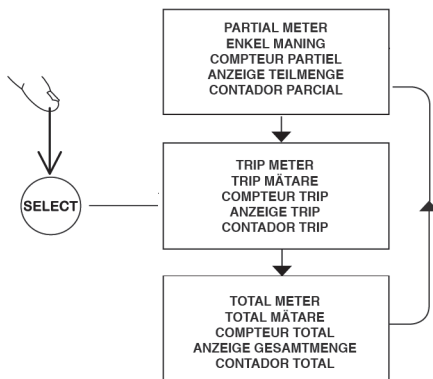 PARTIAL METER
ENKEL MANING
COMPTEUR PARTIEL
ANZEIGE TEILMENGE
CONTADOR PARCIAL
SELECT
TRIP METER
TRIP MÄTARE
COMPTEUR TRIP
ANZEIGE TRIP
CONTADOR TRIP
TOTAL METER
TOTAL MÄTARE
COMPTEUR TOTAL
ANZEIGE GESAMTMENGE
CONTADOR TOTAL